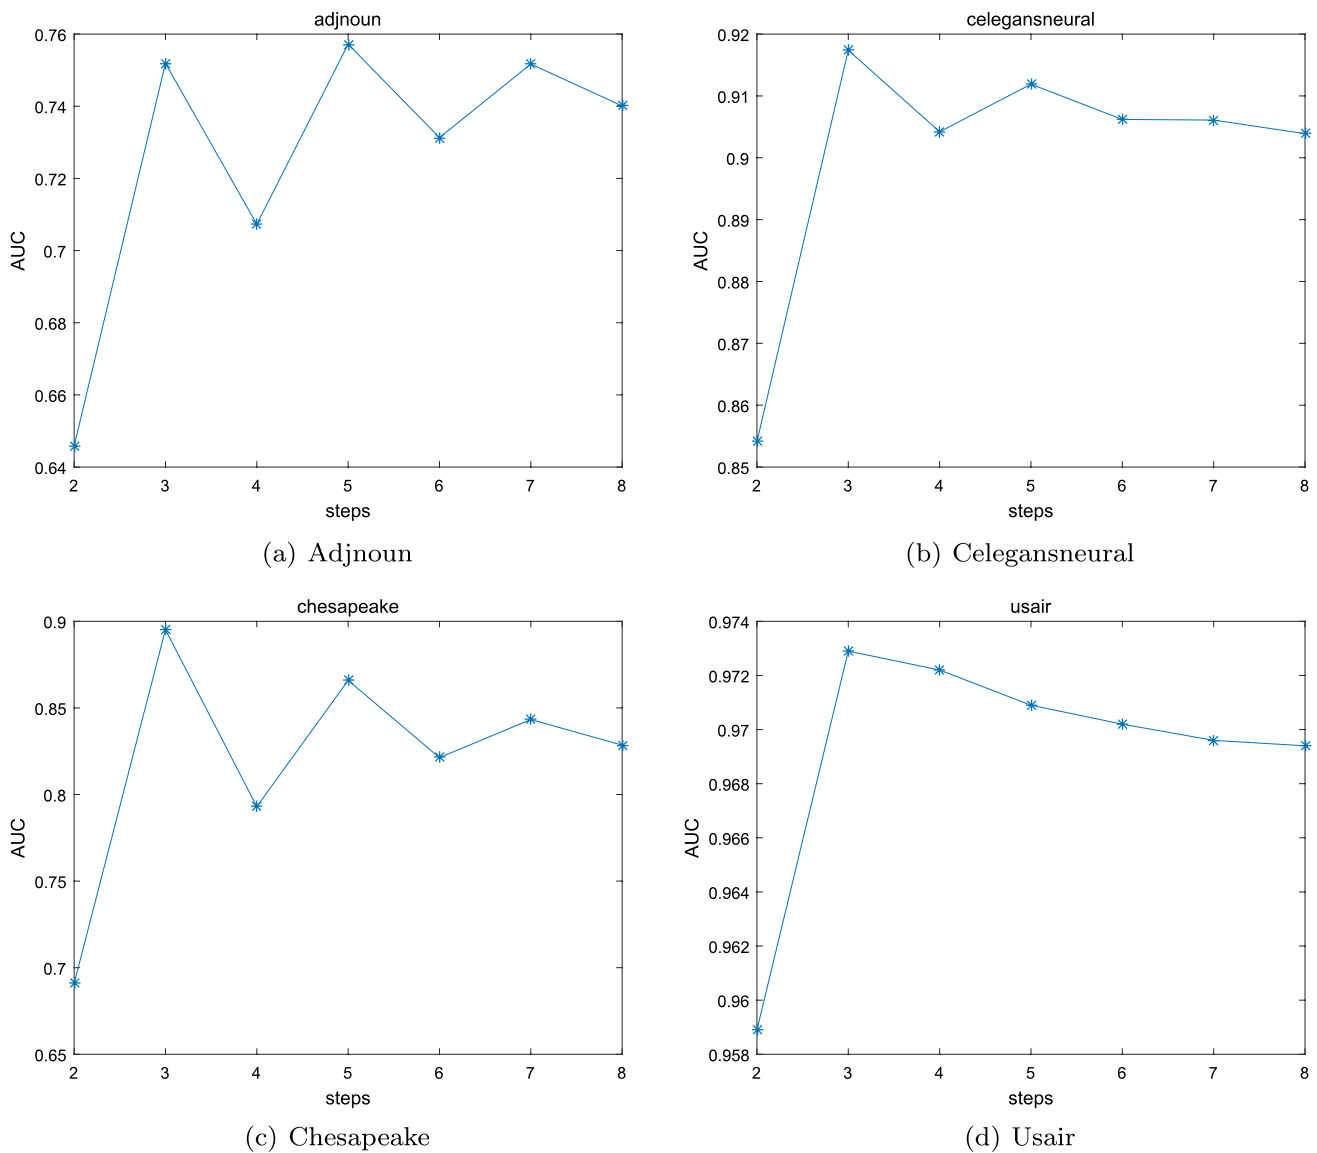 adjnoun
0.76
0.74
0.72
0.7
0.68
0.66
0.64
AUC
2 3 4 5 6 7 8
steps
(a) Adjnoun
celegansneural
0.92
0.91
0.9
0.89
0.88
0.87
0.86
0.85
AUC
2 3 4 5 6 7 8
steps
(b) Celegansneural
chesapeake
0.9
0.85
0.8
0.75
0.7
0.65
AUC
2 3 4 5 6 7 8
steps
(c) Chesapeake
usair
0.974
0.972
0.97
0.968
0.966
0.964
0.962
0.96
0.958
AUC
2 3 4 5 6 7 8
steps
(d) Usair